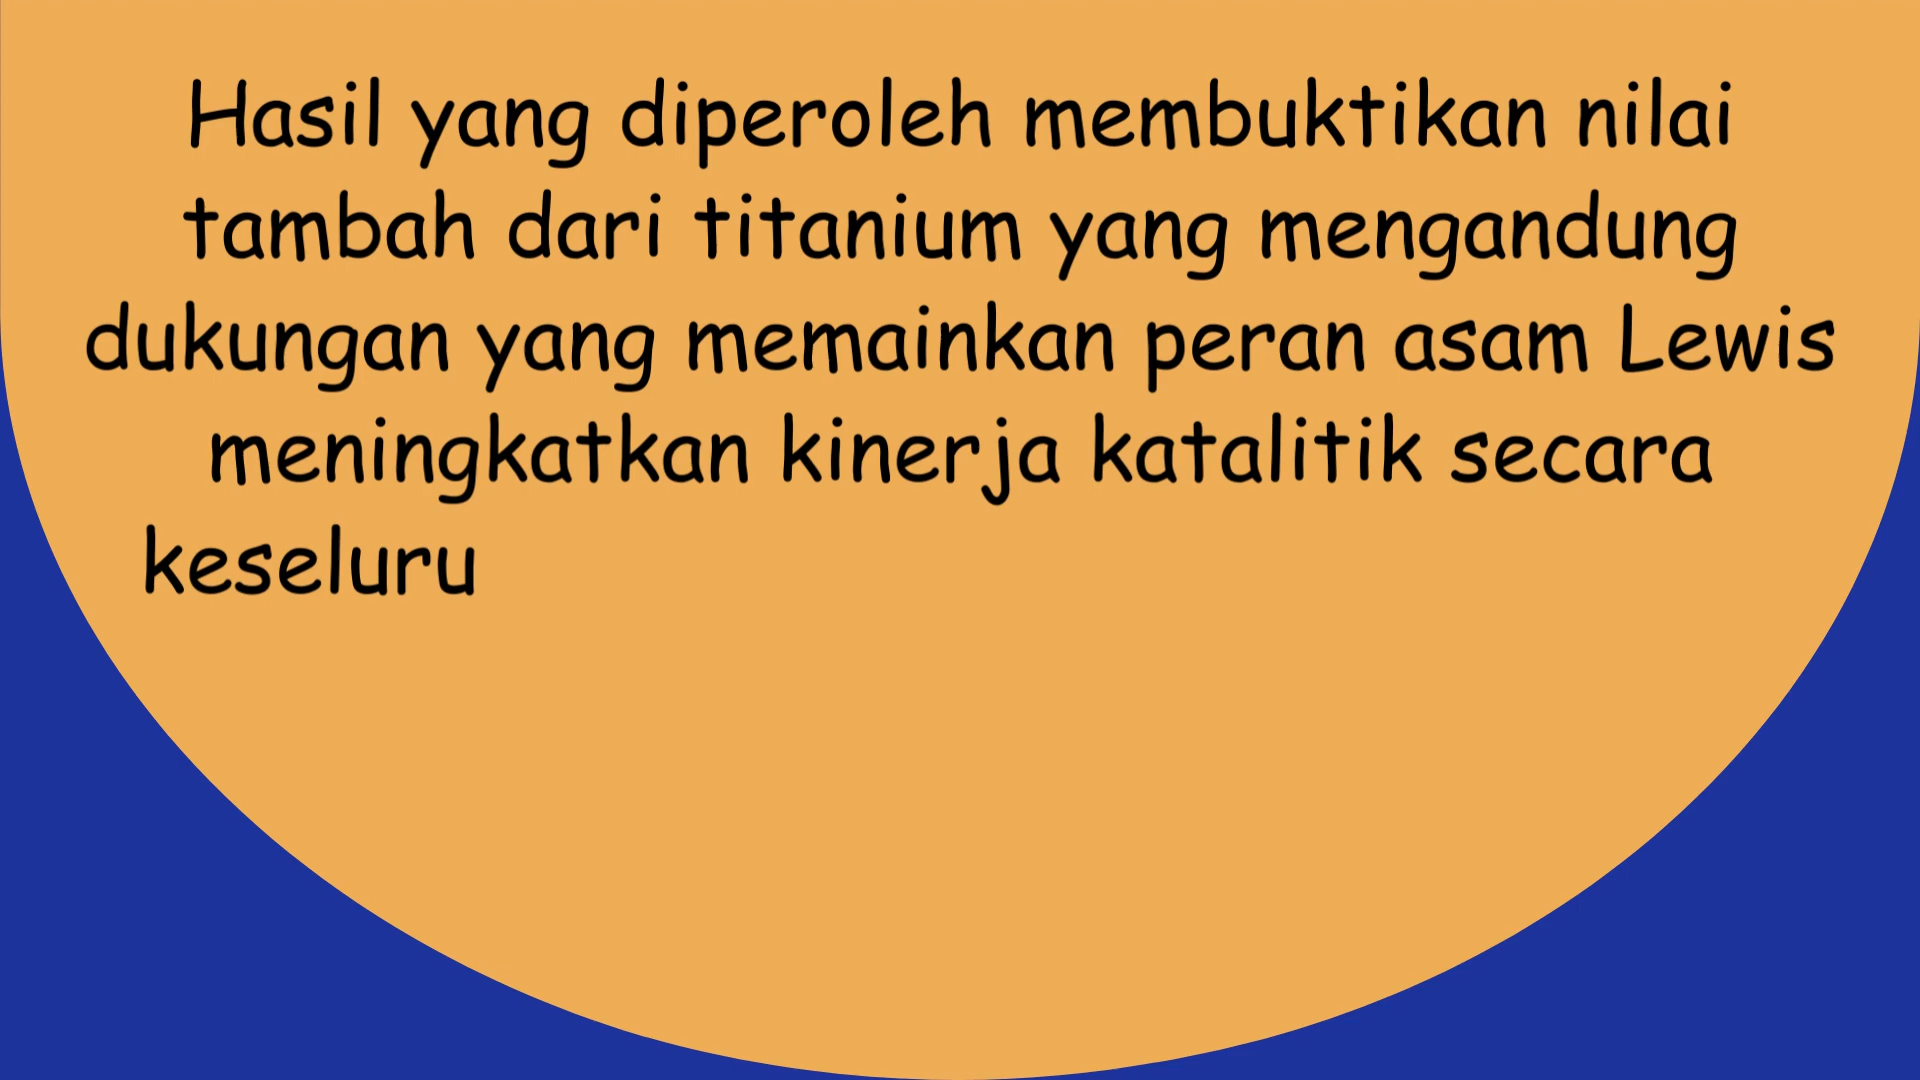 Hasil yang diperoleh membuktikan nilai
tambah dari titanium yang mengandung
dukungan yang memainkan peran asam Lewis
meningkatkan kinerja katalitik secara
keseluru